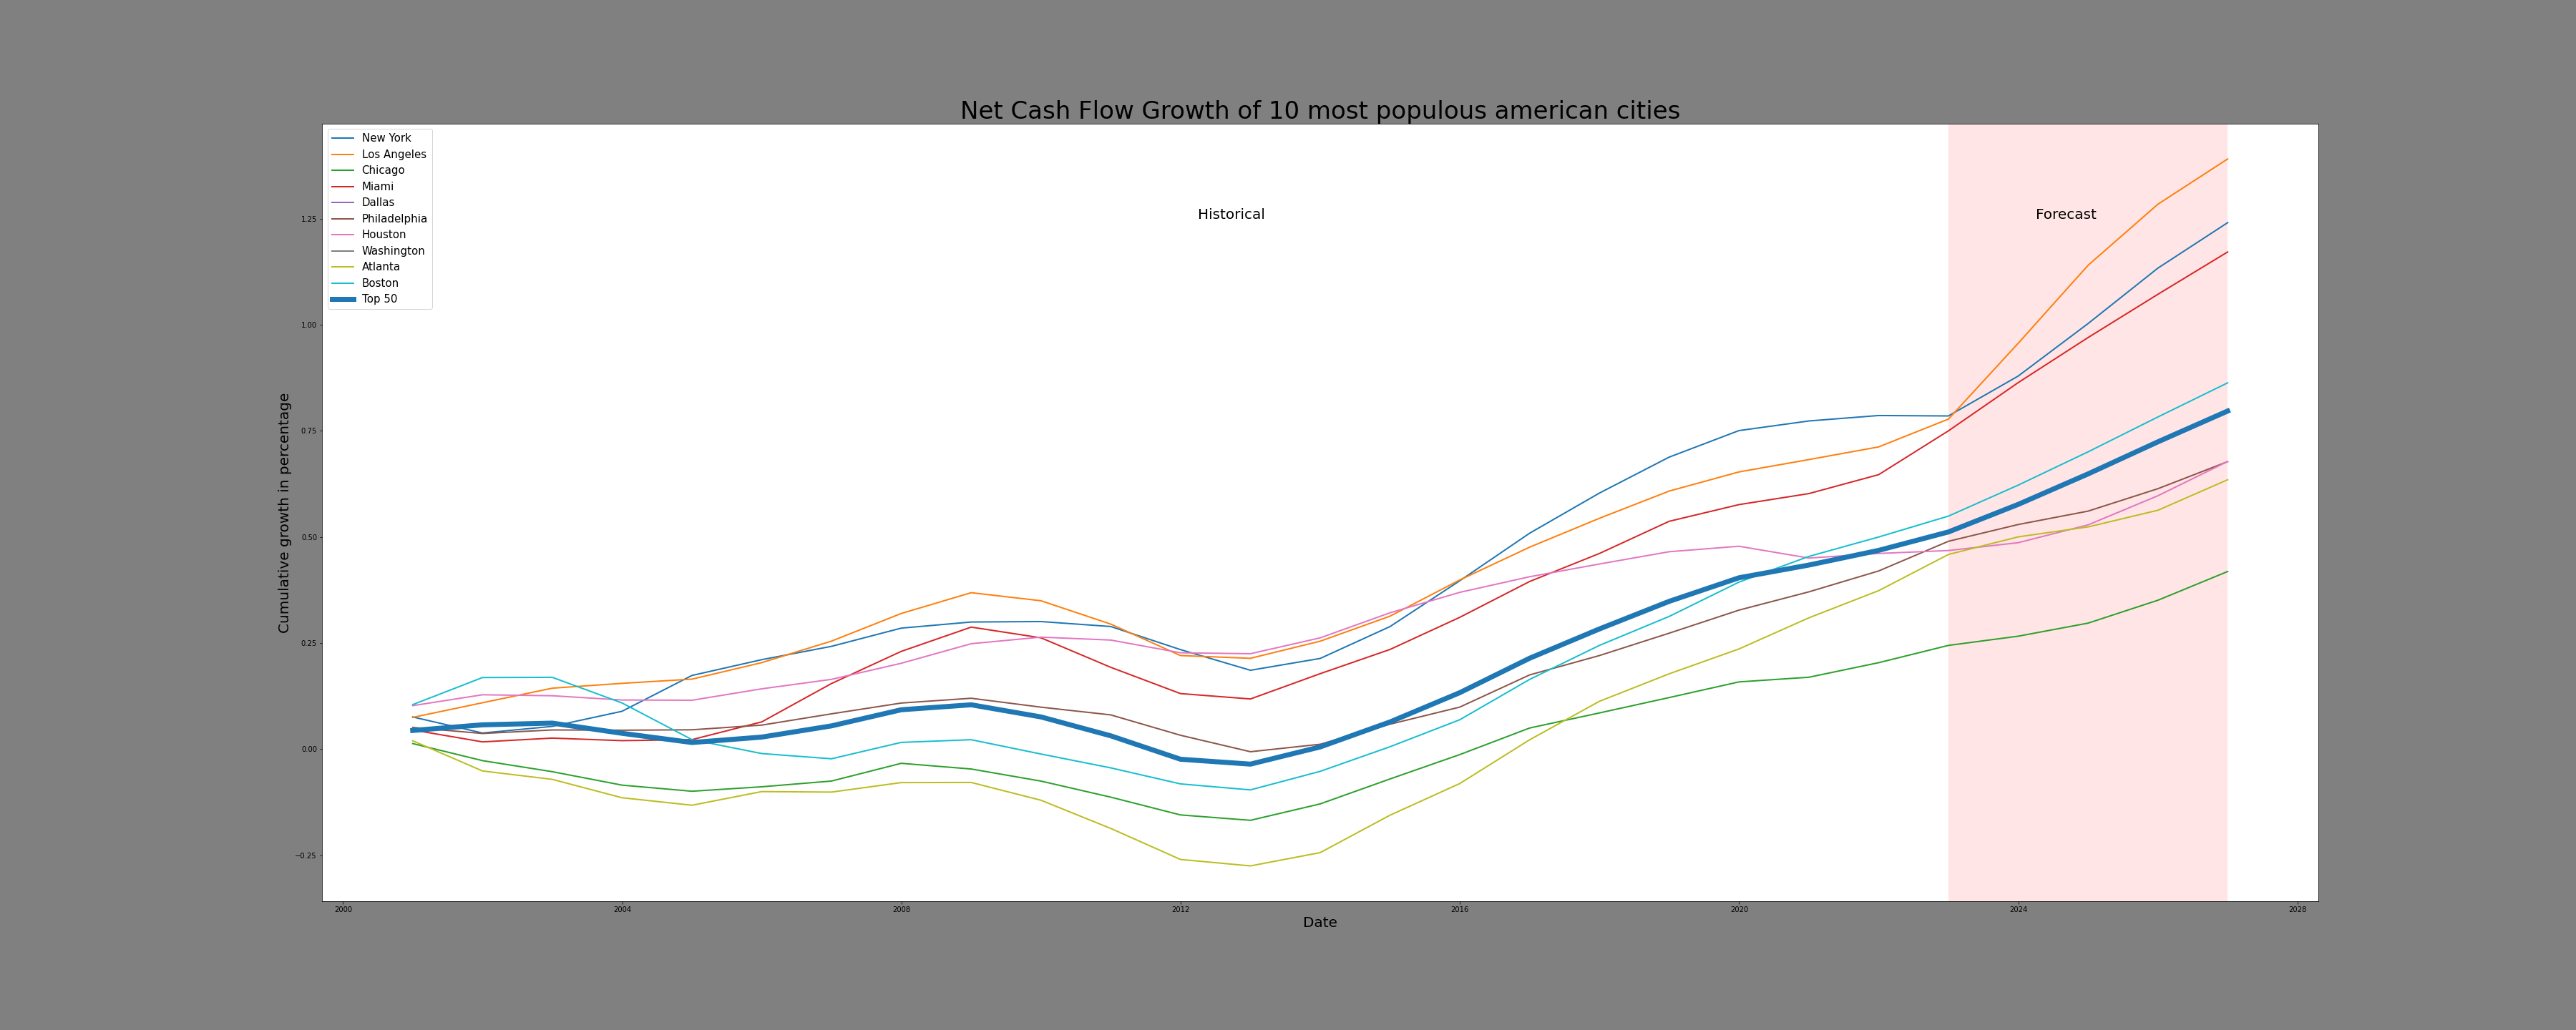 Net Cash Flow Growth of 10 most populous american cities
New York
Los Angeles
Chicago
Miami
Dallas
Philadelphia
Houston
Washington
Atlanta
Boston
Top 50
Historical
Forecast
Cumulative growth in percentage
1.25
1.00
0.75
0.50
0.25
0.00
−0.25
2000
2004
2008
2012
2016
2020
2024
2028
Date